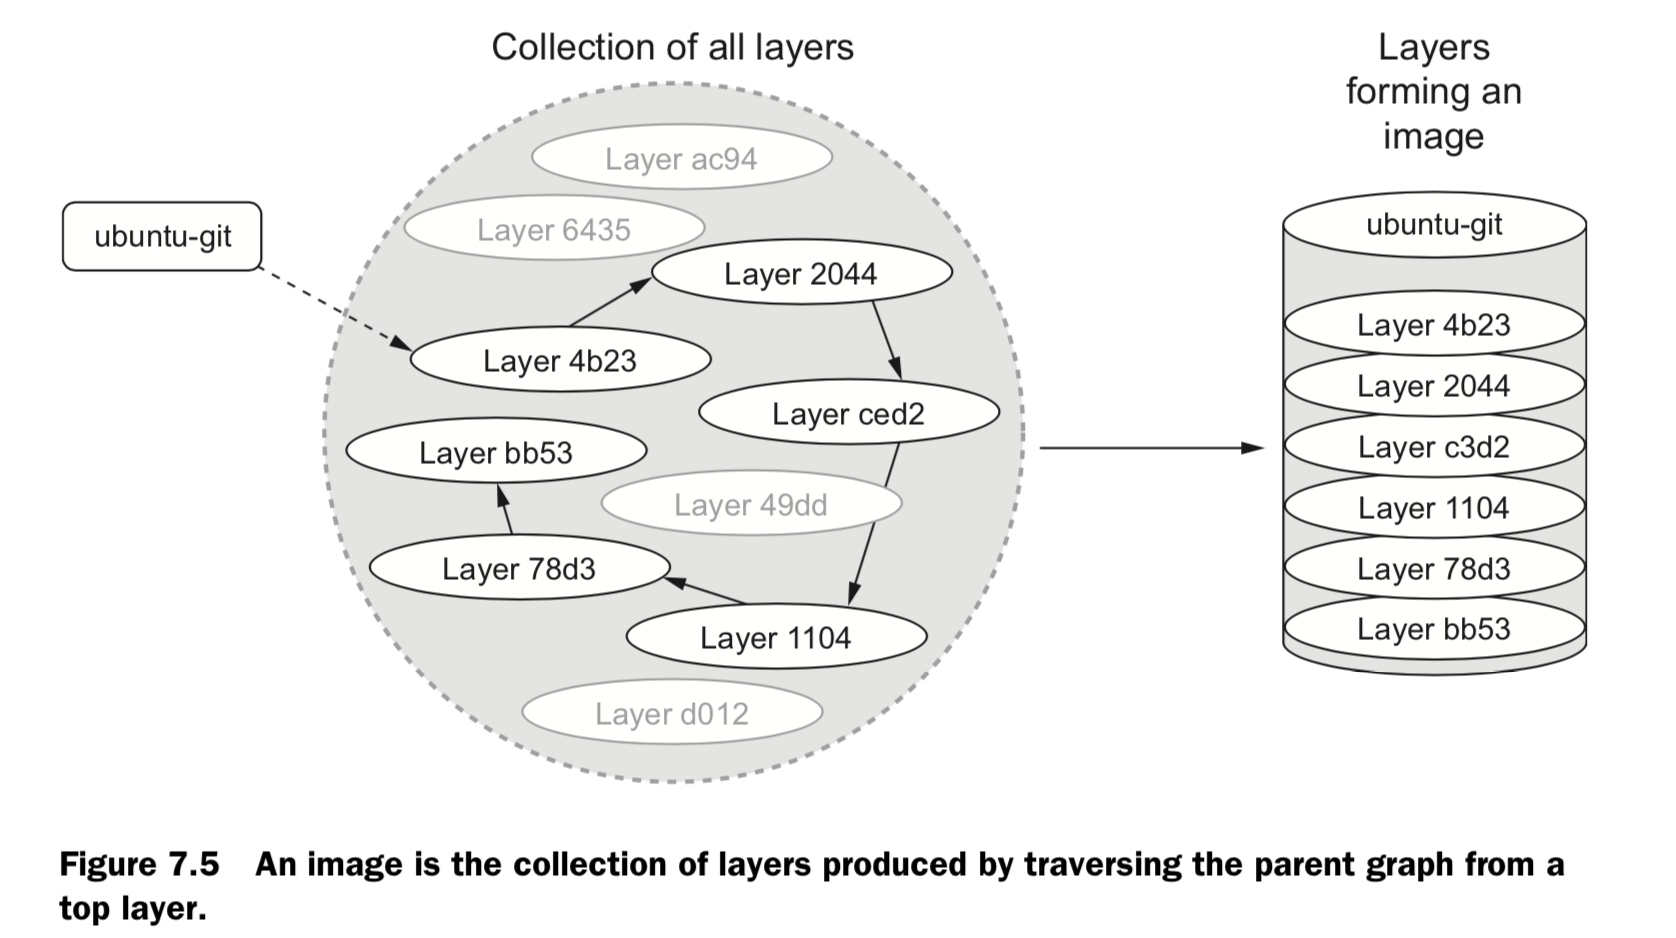 Collection of all layers
Layers
forming an
image
ubuntu-git
Layer ac94
Layer 6435
Layer 2044
Layer 4b23
Layer ced2
Layer bb53
Layer 49dd
Layer 78d3
Layer 1104
Layer d012
ubuntu-git
Layer 4b23
Layer 2044
Layer c3d2
Layer 1104
Layer 78d3
Layer bb53
Figure 7.5 An image is the collection of layers produced by traversing the parent graph from a
top layer.